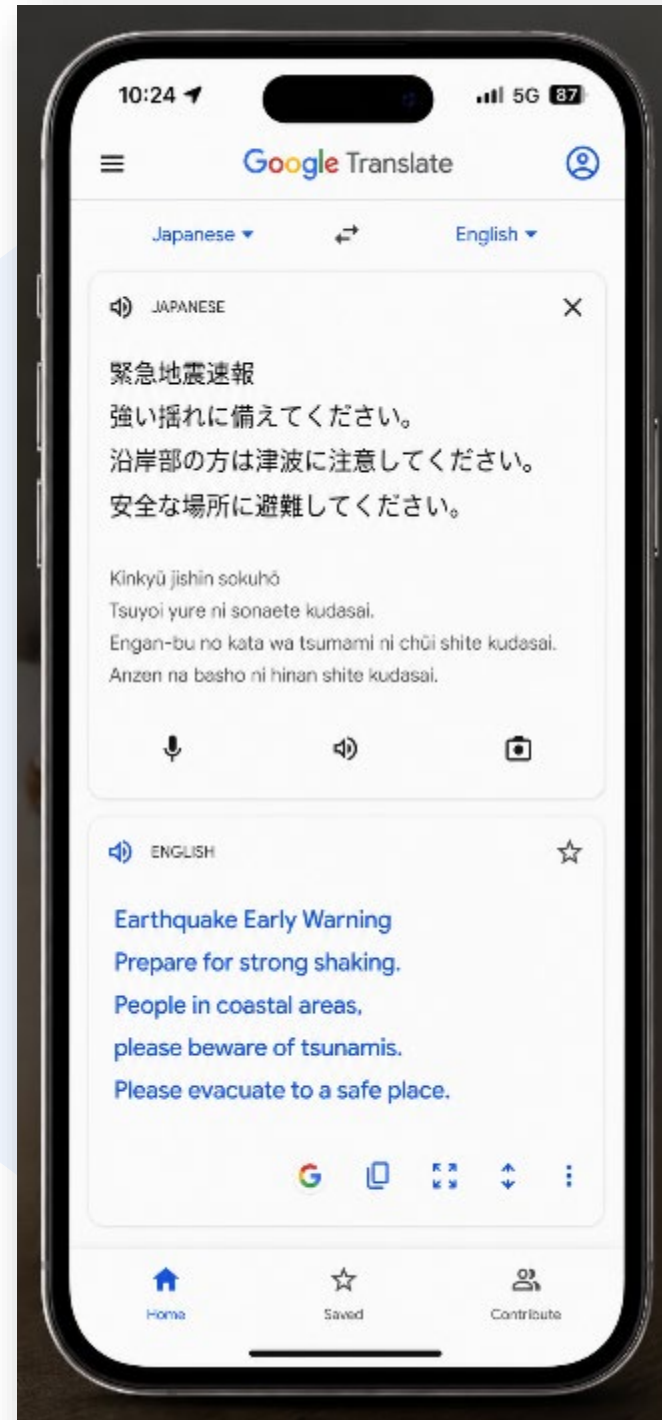 10:24
5G 87
Google Translate
Japanese English
JAPANESE
緊急地震速報
強い揺れに備えてください。
沿岸部の方は津波に注意してください。
安全な場所に避難してください。
Kinkyū jishin sokuhō
Tsuyoi yure ni sonaete kudasai.
Engan-bu no kata wa tsumami ni chūi shite kudasai.
Anzen na basho ni hinan shite kudasai.
ENGLISH
Earthquake Early Warning
Prepare for strong shaking.
People in coastal areas,
please beware of tsunamis.
Please evacuate to a safe place.
G
Home Saved Contribute